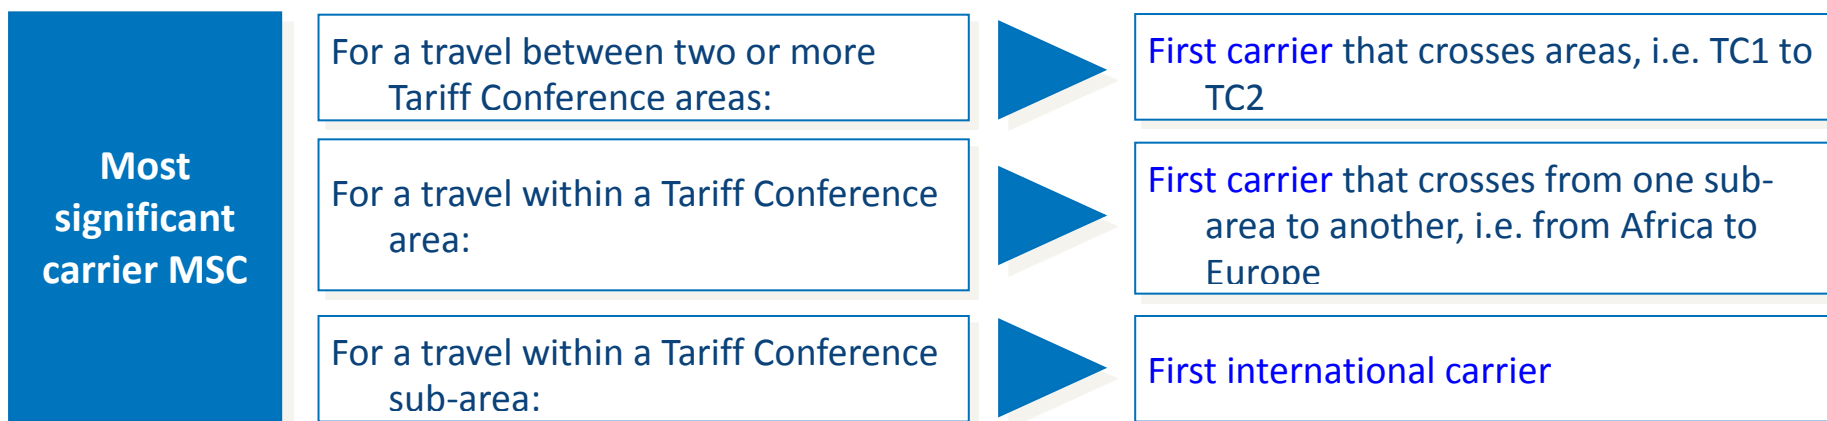 Most
significant
carrier MSC
For a travel between two or more
Tariff Conference areas:
First carrier that crosses areas, i.e. TC1 to
TC2
For a travel within a Tariff Conference
area:
First carrier that crosses from one sub-
area to another, i.e. from Africa to
Europe
For a travel within a Tariff Conference
sub-area:
First international carrier